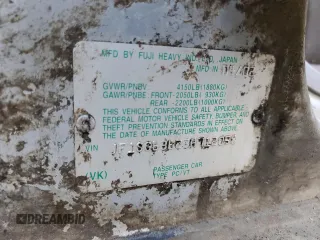 MFD BY FUJI HEAVY IND LTD, JAPAN
MFD IN
GVWR/PNBV 4150LB(1880KG)
GAWR/PNBE FRONT-2050LB( 930KG)
REAR -2200LB(1000KG)
THIS VEHICLE CONFORMS TO ALL APPLICABLE
FEDERAL MOTOR VEHICLE SAFETY, BUMPER, AND
THEFT PREVENTION STANDARDS IN EFFECT ON
THE DATE OF MANUFACTURE SHOWN ABOVE.
VIN
PASSENGER CAR
(VK) TYPE PC/VT
DREAMBID